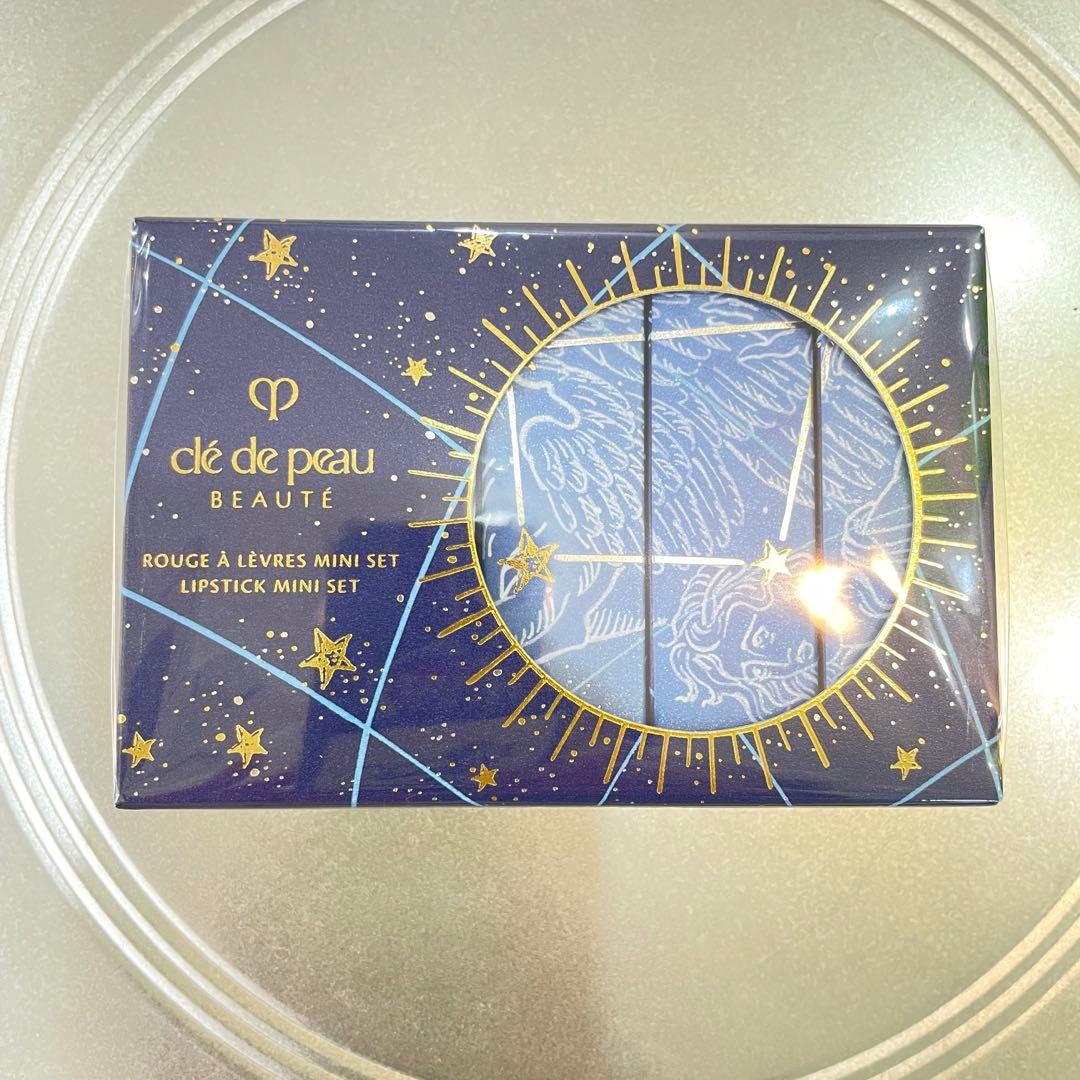 clé de peau
BEAUTÉ
ROUGE À LÈVRES MINI SET
LIPSTICK MINI SET